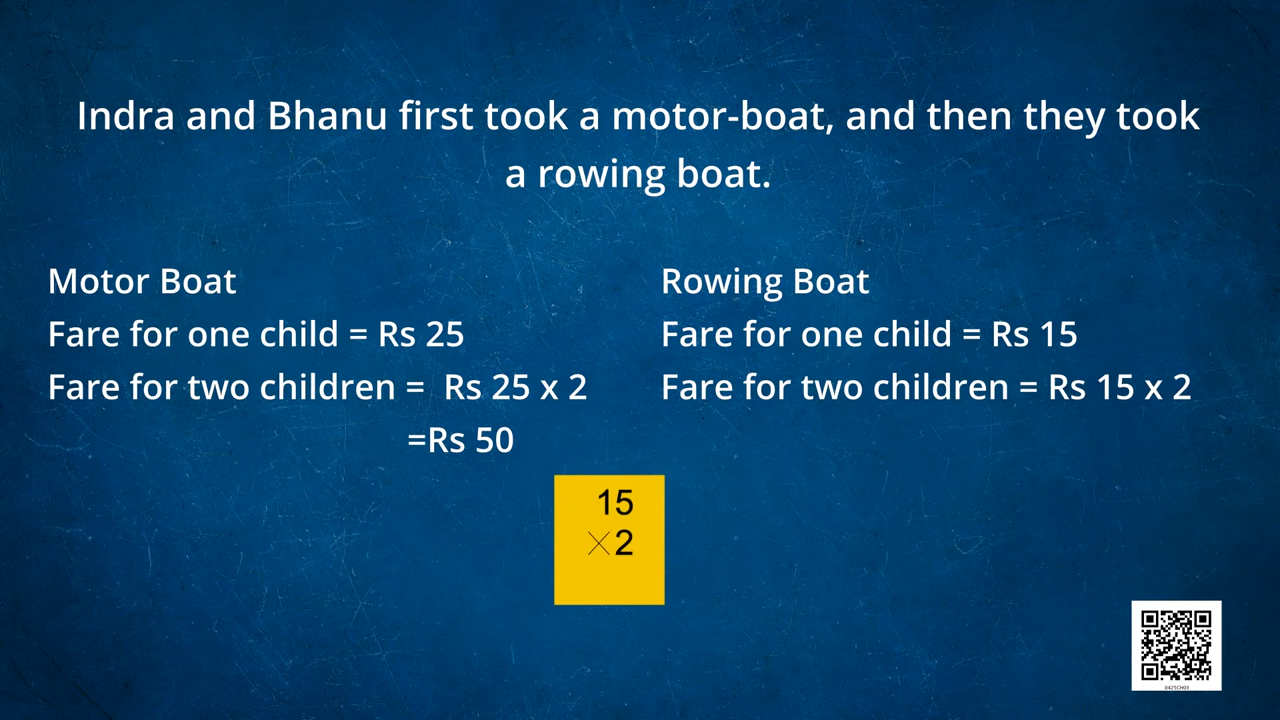 Indra and Bhanu first took a motor-boat, and then they took
a rowing boat.
Motor Boat
Fare for one child = Rs 25
Fare for two children = Rs 25 x 2
=Rs 50
Rowing Boat
Fare for one child = Rs 15
Fare for two children = Rs 15 x 2
15
×2
0425CH03